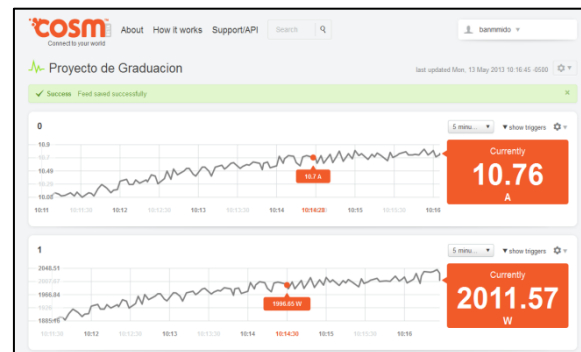 COSM
Connect to your world
About How it works Support/API Search
banmmido
Proyecto de Graduacion
last updated Mon, 13 May 2013 10:16:45 -0500
Success Feed saved successfully
0
5 minu... show triggers
10.9
10.7
10.49
10.08
10.7 A
10:11 10:11:30 10:12 10:12:30 10:13 10:13:30 10:14 10:14:28 10:15 10:15:30 10:16
Currently
10.76
A
1
5 minu... show triggers
2048.51
1966.84
1996.65 W
10:11:30 10:12 10:12:30 10:13 10:13:30 10:14 10:14:30 10:15 10:15:30 10:16
Currently
2011.57
W